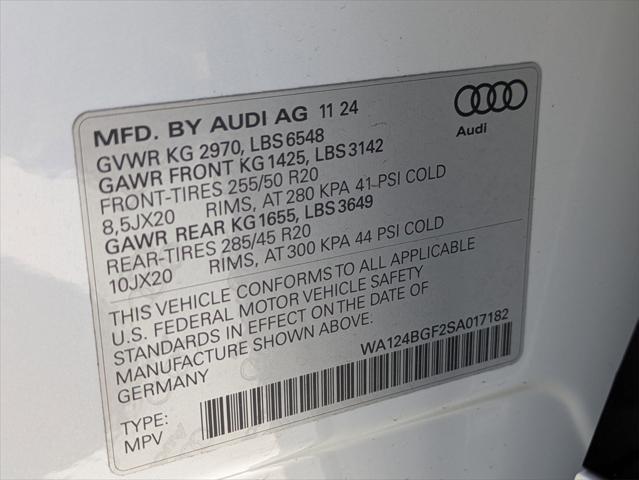 MFD. BY AUDI AG 11 24
Audi
GVWR KG 2970, LBS 6548
GAWR FRONT KG 1425, LBS 3142
FRONT-TIRES 255/50 R20
8,5JX20 RIMS, AT 280 KPA 41 PSI COLD
GAWR REAR KG 1655, LBS 3649
REAR-TIRES 285/45 R20
10JX20 RIMS, AT 300 KPA 44 PSI COLD
THIS VEHICLE CONFORMS TO ALL APPLICABLE
U.S. FEDERAL MOTOR VEHICLE SAFETY
STANDARDS IN EFFECT ON THE DATE OF
MANUFACTURE SHOWN ABOVE:
GERMANY
WA124BGF2SA017182
TYPE:
MPV